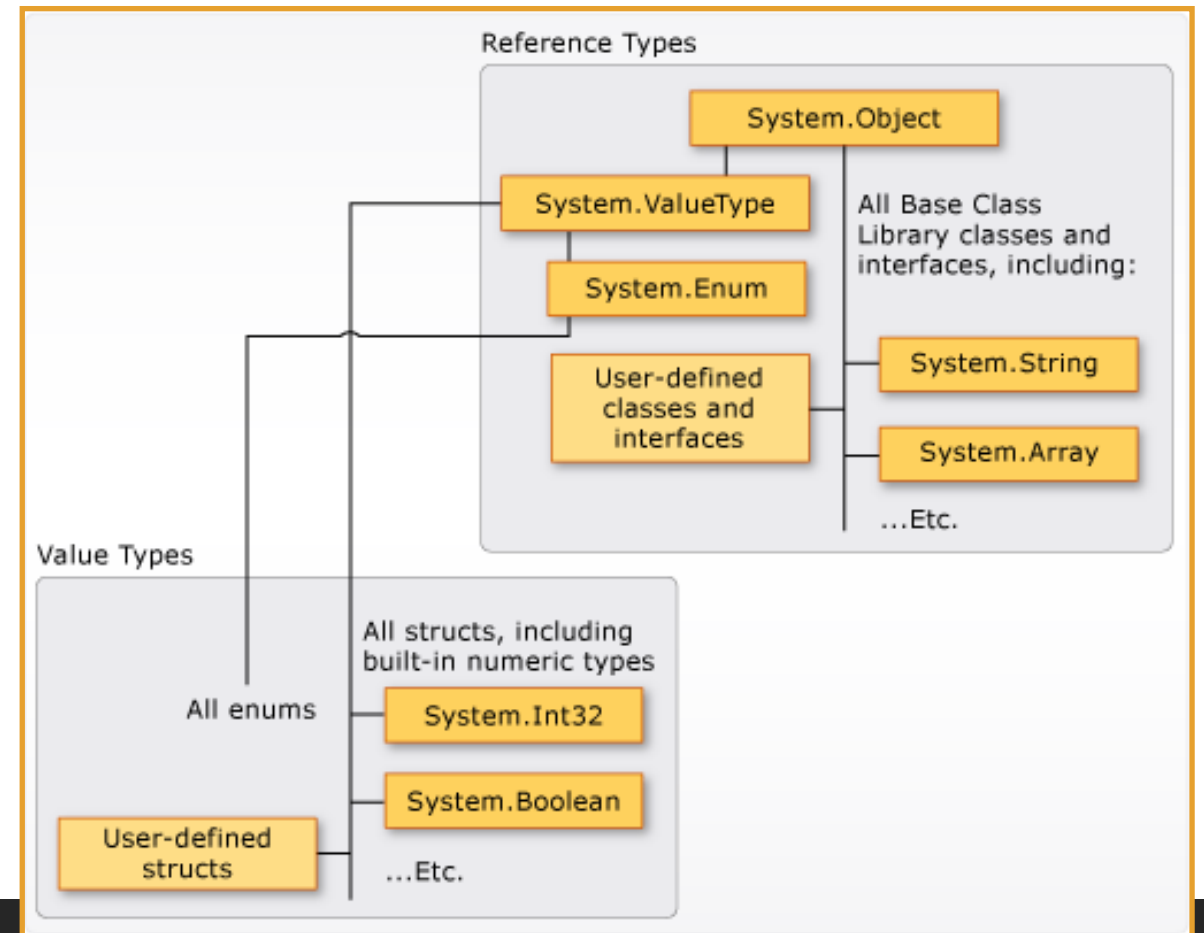 Reference Types
System.Object
System.ValueType
All Base Class
Library classes and
interfaces, including:
System.Enum
System.String
User-defined
classes and
interfaces
System.Array
...Etc.
Value Types
All structs, including
built-in numeric types
All enums
System.Int32
System.Boolean
User-defined
structs
...Etc.